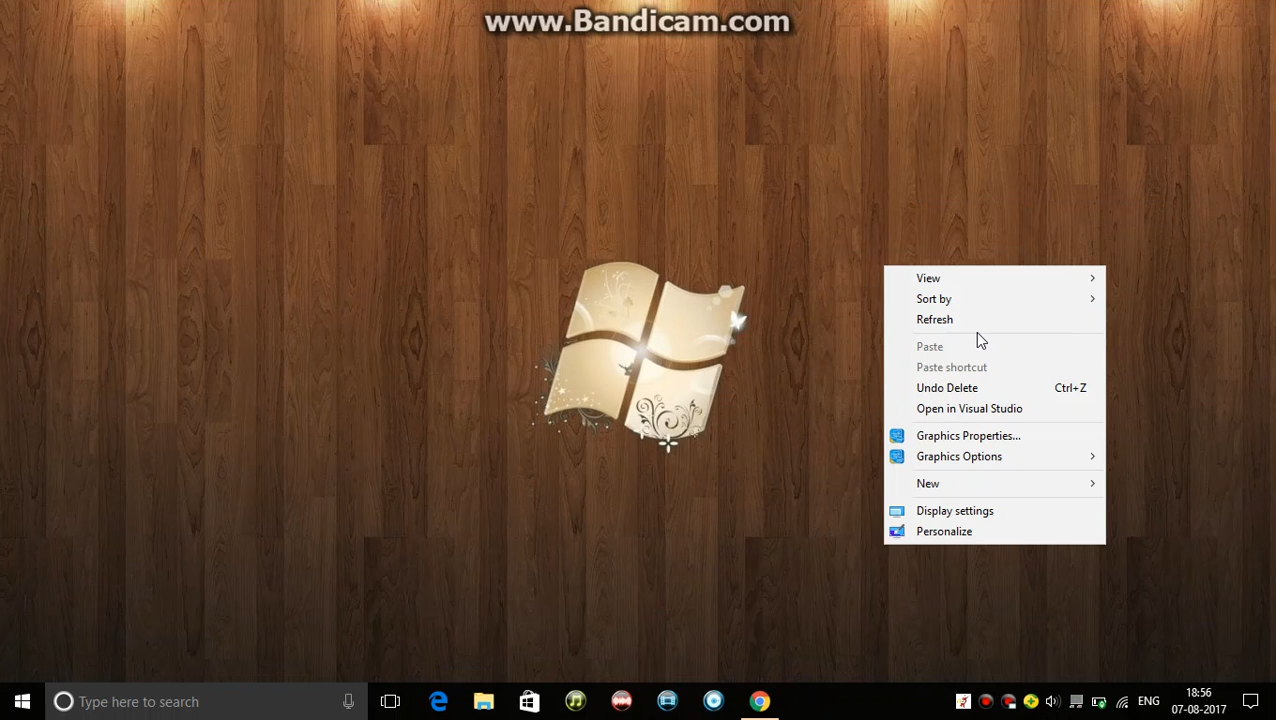 www.Bandicam.com
View
Sort by
Refresh
Paste
Paste shortcut
Undo Delete Ctrl+Z
Open in Visual Studio
Graphics Properties...
Graphics Options
New
Display settings
Personalize
Type here to search
ENG
18:56
07-08-2017